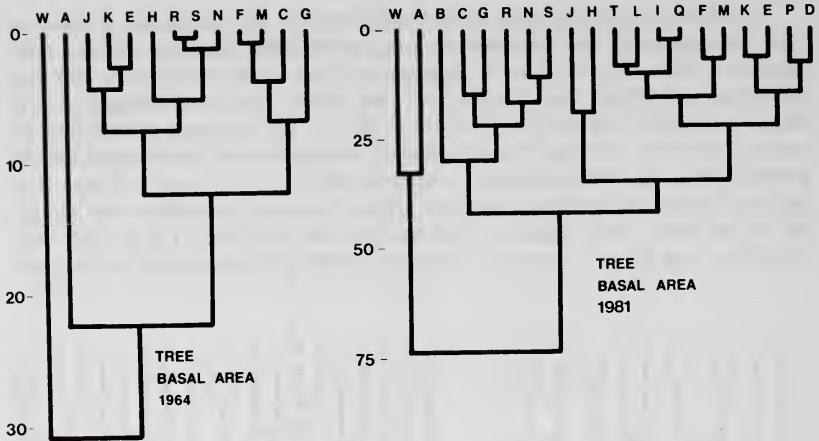 W A J K E H R S N F M C G
0-
10-
20-
30-
TREE
BASAL AREA
1964
W A B C G R N S J H T L I Q F M K E P D
0-
25-
50-
75-
TREE
BASAL AREA
1981